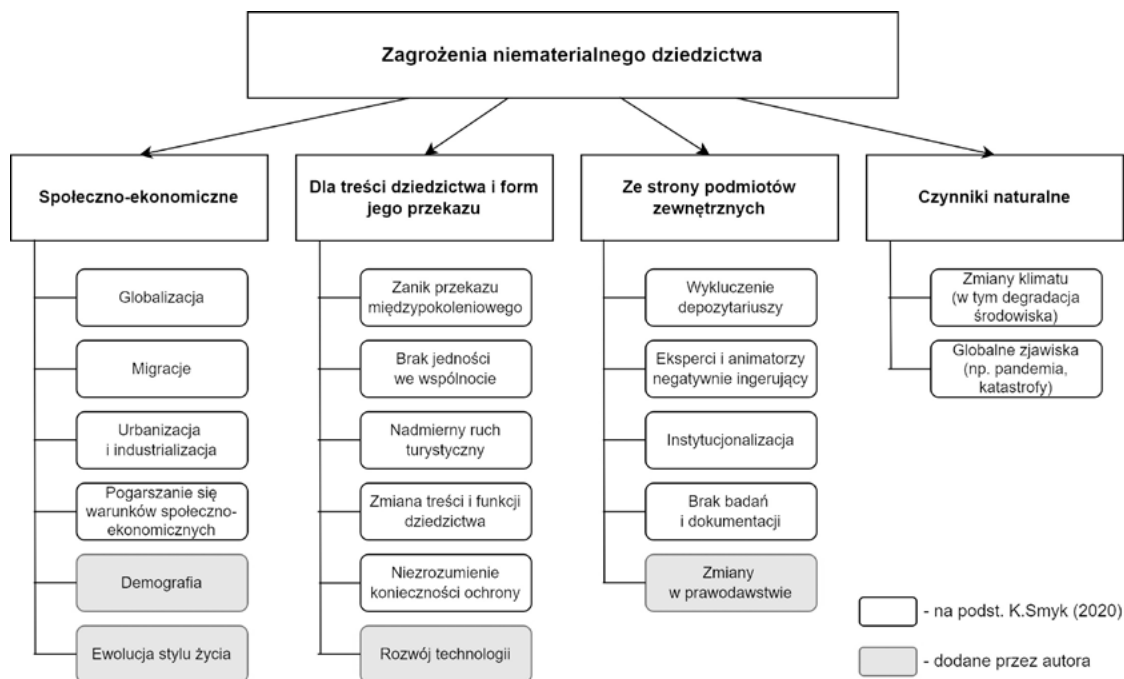 Zagrożenia niematerialnego dziedzictwa
Społeczno-ekonomiczne
Globalizacja
Migracje
Urbanizacja
i industrializacja
Pogarszanie się
warunków społeczno-
ekonomicznych
Demografia
Ewolucja stylu życia
Dla treści dziedzictwa i form
jego przekazu
Zanik przekazu
międzypokoleniowego
Brak jedności
we wspólnocie
Nadmierny ruch
turystyczny
Zmiana treści i funkcji
dziedzictwa
Niezrozumienie
konieczności ochrony
Rozwój technologii
Ze strony podmiotów
zewnętrznych
Wykluczenie
depozytariuszy
Eksperci i animatorzy
negatywnie ingerujący
Instytucjonalizacja
Brak badań
i dokumentacji
Zmiany
w prawodawstwie
Czynniki naturalne
Zmiany klimatu
(w tym degradacja
środowiska)
Globalne zjawiska
(np. pandemia,
katastrofy)
- na podst. K.Smyk (2020)
- dodane przez autora